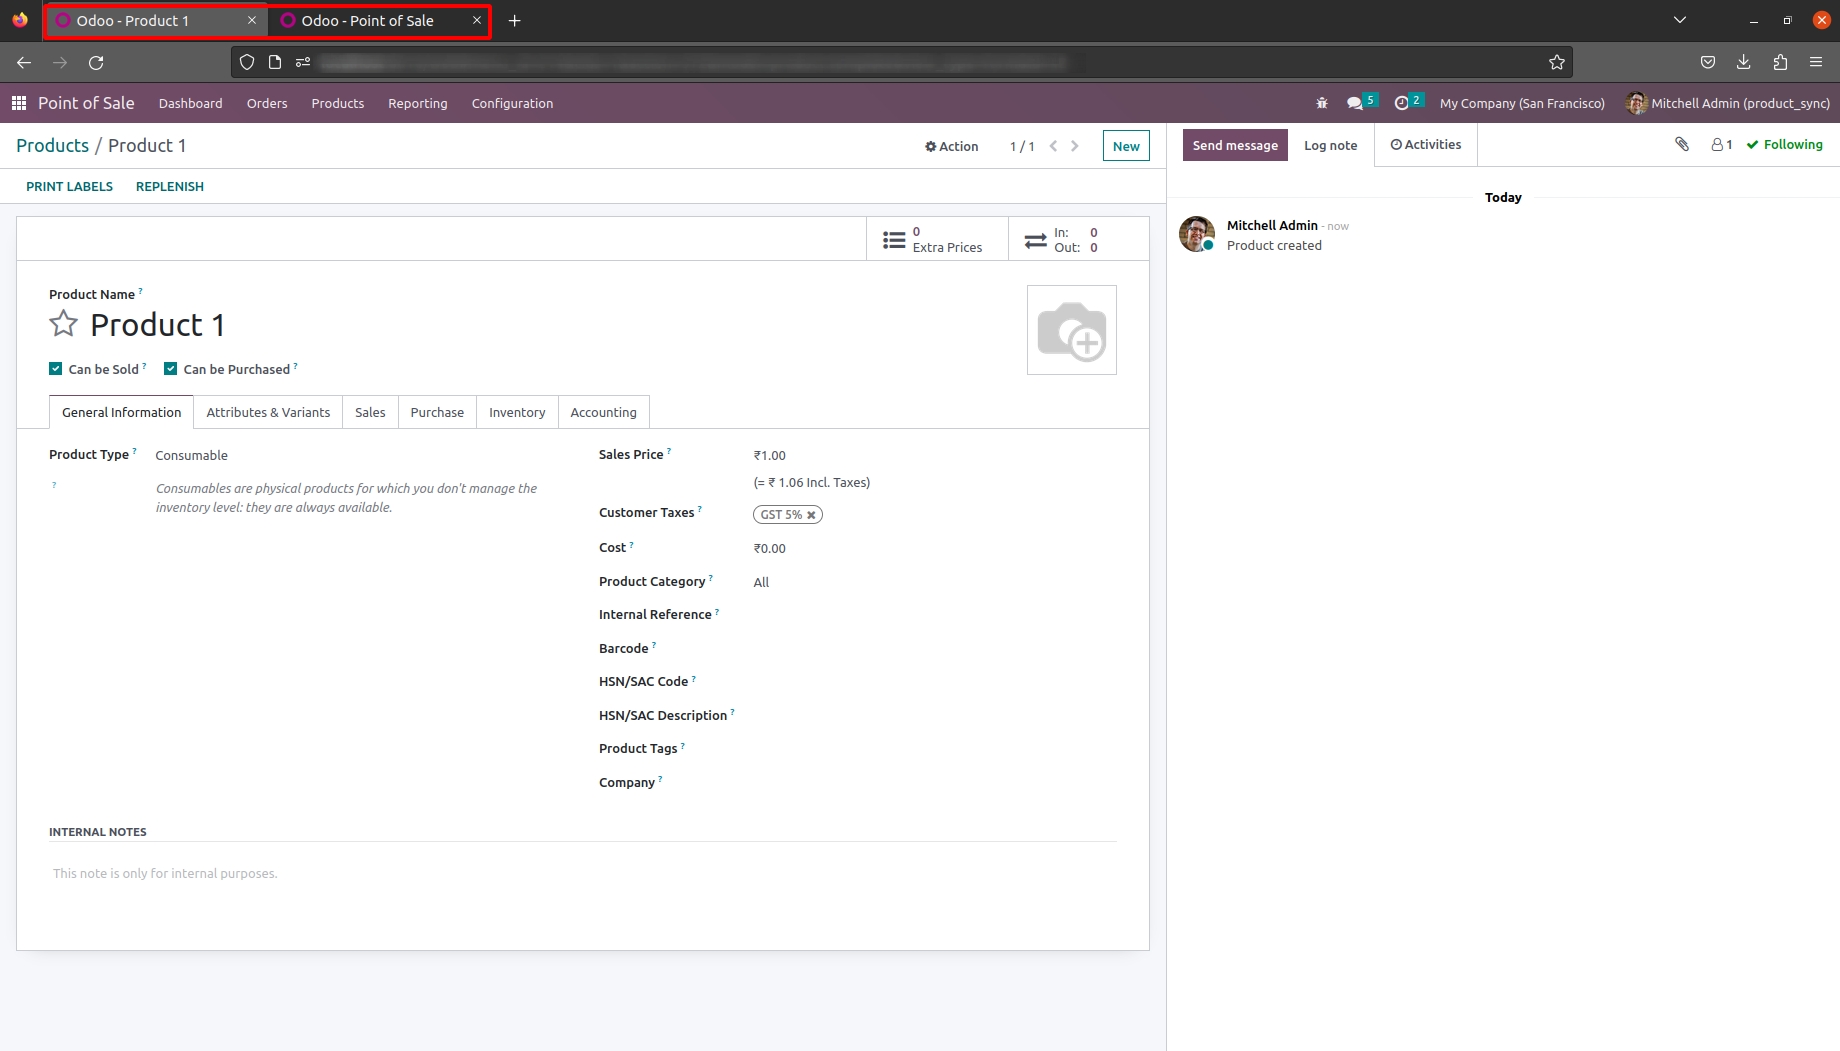 Odoo - Product 1
Odoo - Point of Sale
Point of Sale Dashboard Orders Products Reporting Configuration 5 2 My Company (San Francisco) Mitchell Admin (product_sync)
Products / Product 1 Action 1 / 1 New
Send message Log note Activities 1 Following
PRINT LABELS REPLENISH
0
Extra Prices
In: 0
Out: 0
Today
Mitchell Admin - now
Product created
Product Name ?
Product 1
Can be Sold ? Can be Purchased ?
General Information Attributes & Variants Sales Purchase Inventory Accounting
Product Type ? Consumable
? Consumables are physical products for which you don't manage the
inventory level: they are always available.
Sales Price ? ₹1.00
(= ₹ 1.06 Incl. Taxes)
Customer Taxes ? GST 5%
Cost ? ₹0.00
Product Category ? All
Internal Reference ?
Barcode ?
HSN/SAC Code ?
HSN/SAC Description ?
Product Tags ?
Company ?
INTERNAL NOTES
This note is only for internal purposes.